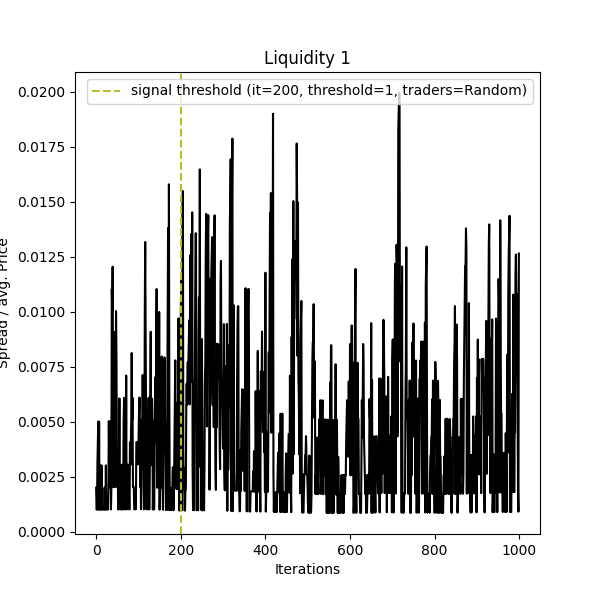 Liquidity 1
signal threshold (it=200, threshold=1, traders=Random)
0.0200
0.0175
0.0150
0.0125
0.0100
0.0075
0.0050
0.0025
0.0000
Spread / avg. Price
0 200 400 600 800 1000
Iterations